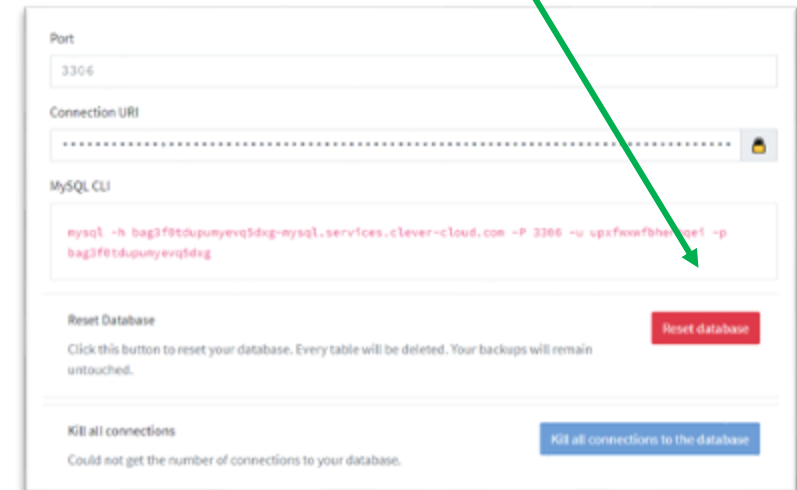 Port
3306
Connection URI
MySQL CLI
mysql -h bag3f0tdupumyevq5dxg-mysql.services.clever-cloud.com -P 3306 -u -p
bag3f0tdupumyevq5dxg
Reset Database
Reset database
Click this button to reset your database. Every table will be deleted. Your backups will remain
untouched.
Kill all connections
Kill all connections to the database
Could not get the number of connections to your database.